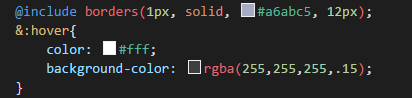 @include borders(1px, solid, #a6abc5, 12px);
&:hover{
color: #fff;
background-color: rgba(255,255,255,.15);
}